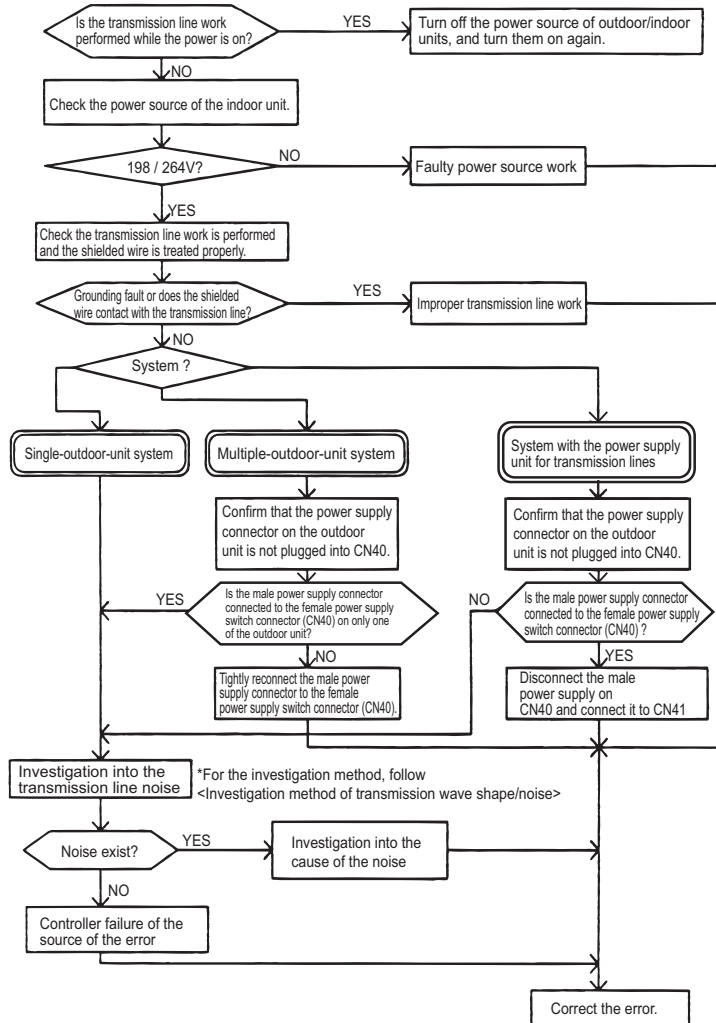 Is the transmission line work
performed while the power is on?
YES
Turn off the power source of outdoor/indoor
units, and turn them on again.
NO
Check the power source of the indoor unit.
198 / 264V?
NO
Faulty power source work
YES
Check the transmission line work is performed
and the shielded wire is treated properly.
Grounding fault or does the shielded
wire contact with the transmission line?
YES
Improper transmission line work
NO
System ?
Single-outdoor-unit system
Multiple-outdoor-unit system
System with the power supply
unit for transmission lines
Confirm that the power supply
connector on the outdoor
unit is not plugged into CN40.
Confirm that the power supply
connector on the outdoor
unit is not plugged into CN40.
YES
Is the male power supply connector
connected to the female power supply
switch connector (CN40) on only one
of the outdoor unit?
NO
Is the male power supply connector
connected to the female power supply
switch connector (CN40) ?
NO
Tightly reconnect the male power
supply connector to the female
power supply switch connector (CN40).
YES
Disconnect the male
power supply on
CN40 and connect it to CN41
Investigation into the
transmission line noise
*For the investigation method, follow
<Investigation method of transmission wave shape/noise>
Noise exist?
YES
Investigation into the
cause of the noise
NO
Controller failure of the
source of the error
Correct the error.